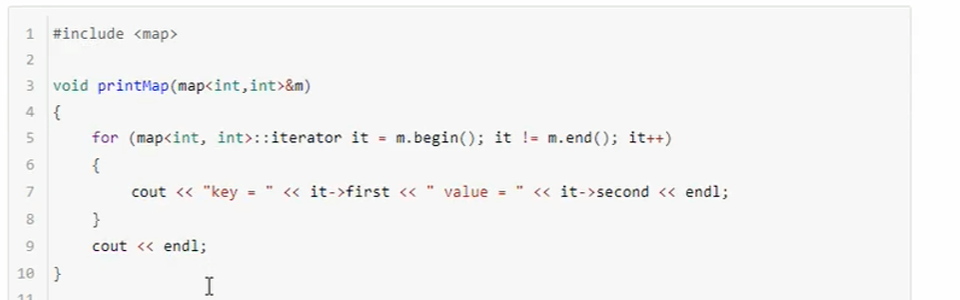 1 #include <map>
2
3 void printMap(map<int,int>&m)
4 {
5 for (map<int, int>::iterator it = m.begin(); it != m.end(); it++)
6 {
7 cout << "key = " << it->first << " value = " << it->second << endl;
8 }
9 cout << endl;
10 }
11